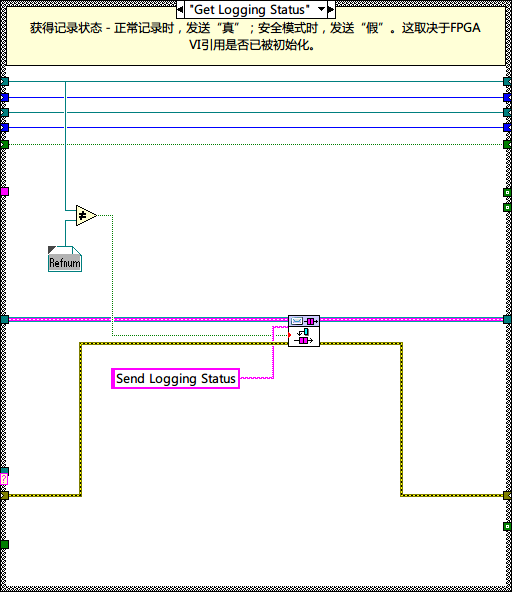 "Get Logging Status"
获得记录状态 - 正常记录时，发送“真”；安全模式时，发送“假”。这取决于FPGA
VI引用是否已被初始化。
≠
Refnum
Send Logging Status
?